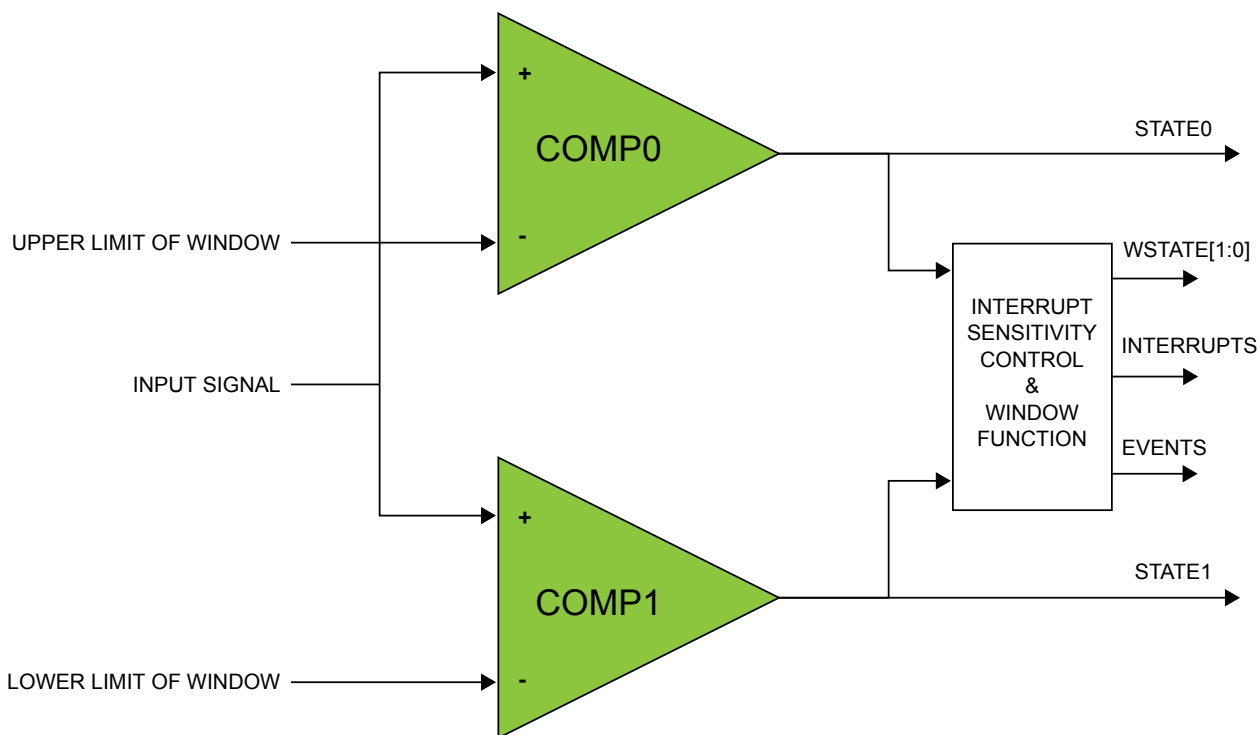 +
COMP0
-
STATE0
UPPER LIMIT OF WINDOW
WSTATE[1:0]
INTERRUPT
SENSITIVITY
CONTROL
&
WINDOW
FUNCTION
INTERRUPTS
EVENTS
INPUT SIGNAL
+
COMP1
-
STATE1
LOWER LIMIT OF WINDOW